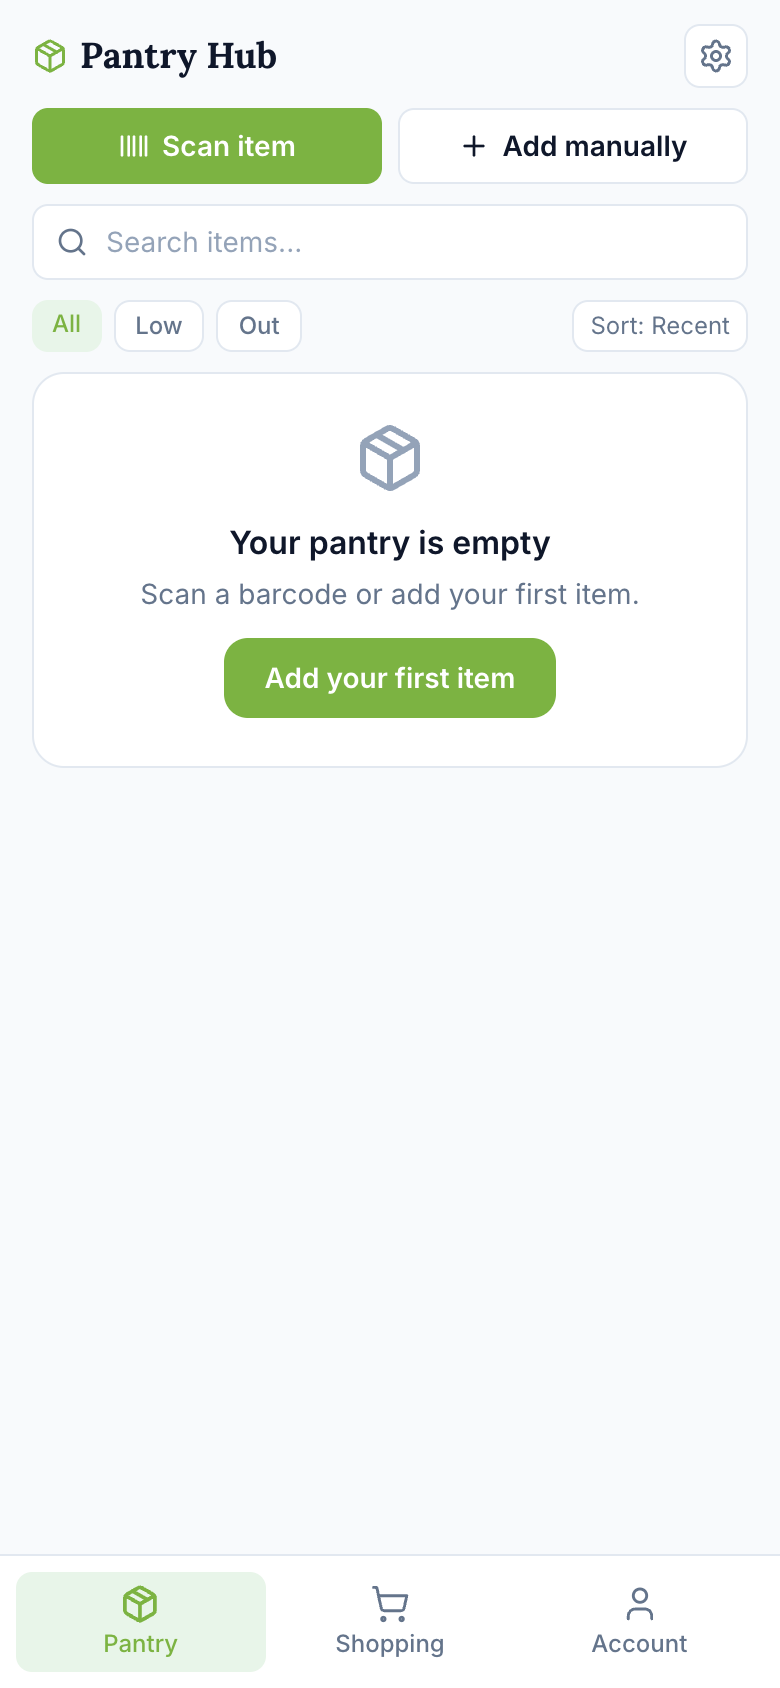 Pantry Hub
Scan item
Add manually
Search items...
All Low Out Sort: Recent
Your pantry is empty
Scan a barcode or add your first item.
Add your first item
Pantry Shopping Account